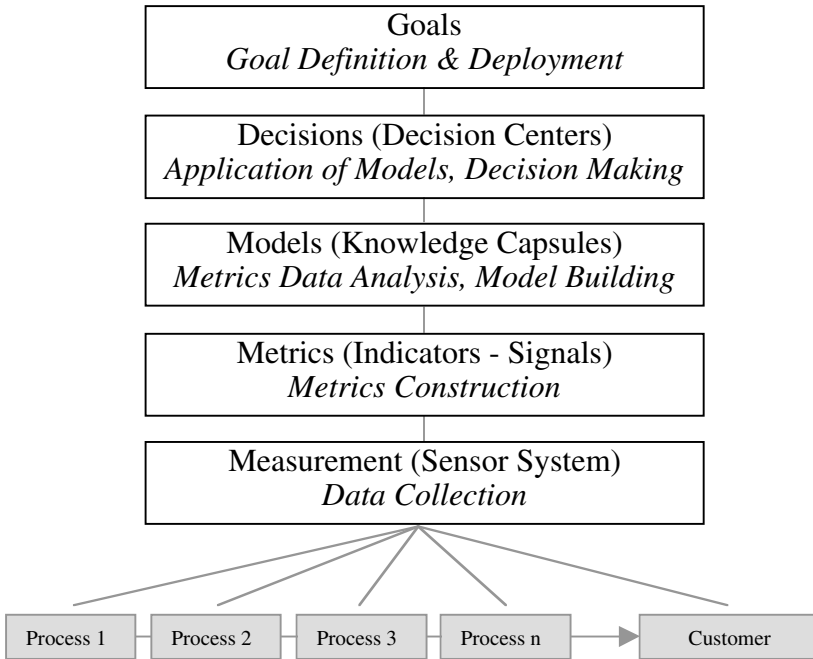 Goals
Goal Definition & Deployment
Decisions (Decision Centers)
Application of Models, Decision Making
Models (Knowledge Capsules)
Metrics Data Analysis, Model Building
Metrics (Indicators - Signals)
Metrics Construction
Measurement (Sensor System)
Data Collection
Process 1
Process 2
Process 3
Process n
Customer